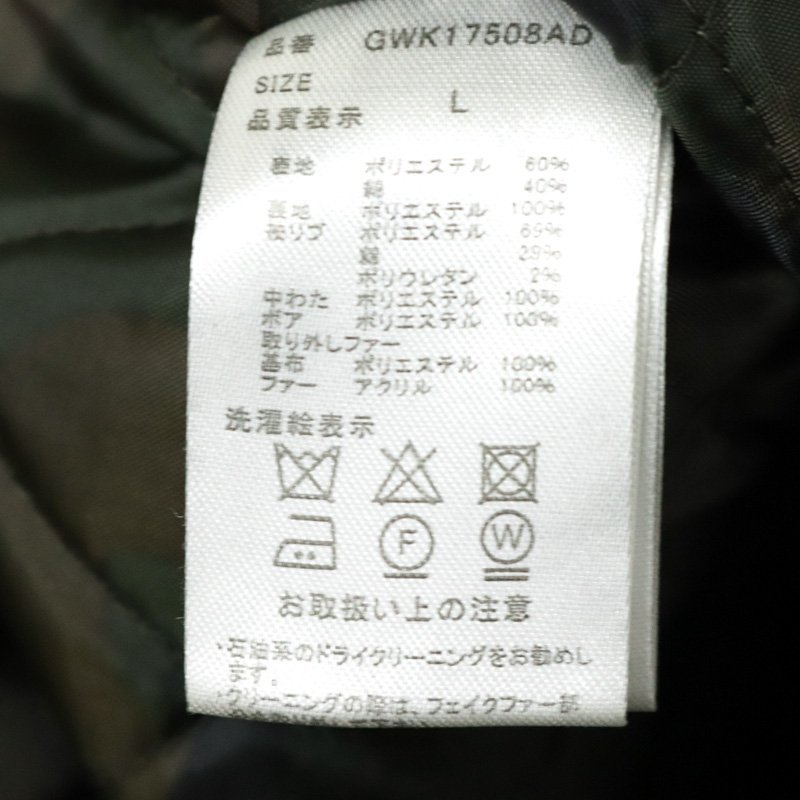 品番 GWK17508AD
SIZE L
品質表示
表地 ポリエステル 60%
綿 40%
裏地 ポリエステル 100%
裾リブ ポリエステル 69%
綿 29%
ポリウレタン 2%
中わた ポリエステル 100%
ボア ポリエステル 100%
取り外しファー
基布 ポリエステル 100%
ファー アクリル 100%
洗濯絵表示
F W
お取扱い上の注意
・石油系のドライクリーニングをお勧めし
ます。
・クリーニングの際は、フェイクファー部